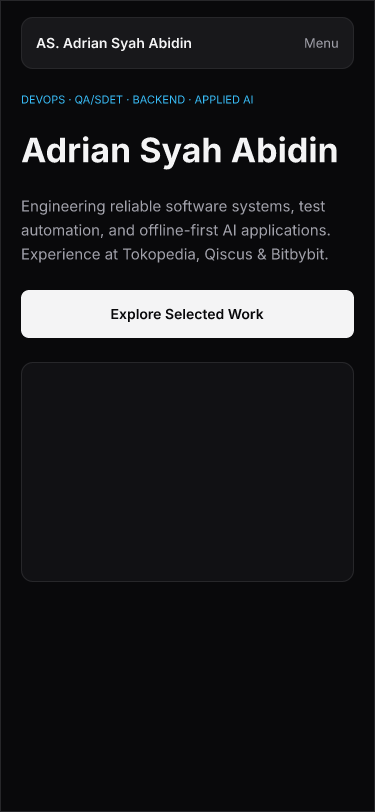 AS. Adrian Syah Abidin
Menu
DEVOPS · QA/SDET · BACKEND · APPLIED AI
Adrian Syah Abidin
Engineering reliable software systems, test
automation, and offline-first AI applications.
Experience at Tokopedia, Qiscus & Bitbybit.
Explore Selected Work